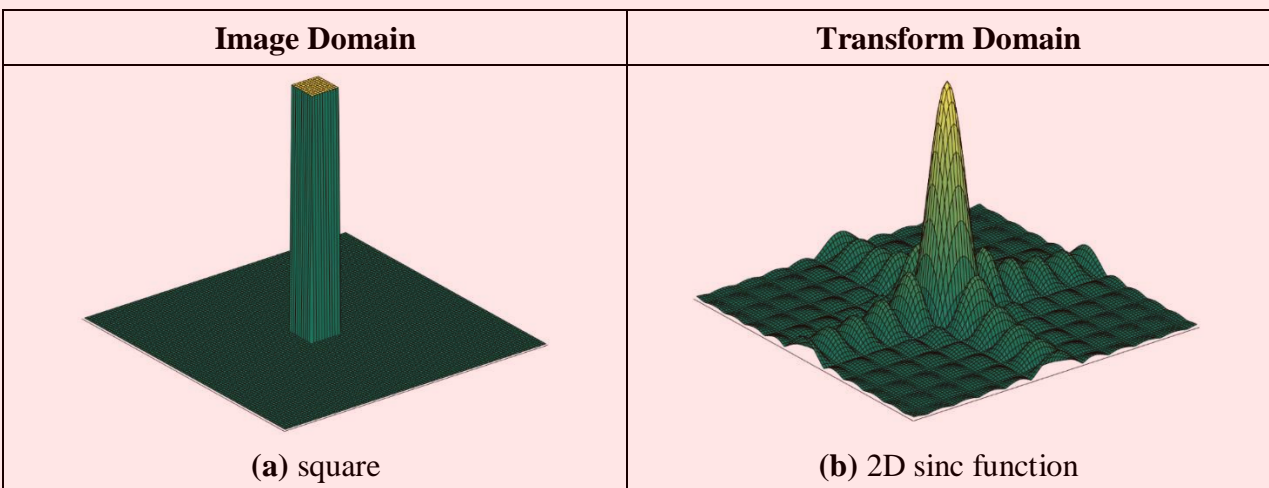 Image Domain
Transform Domain
(a) square
(b) 2D sinc function